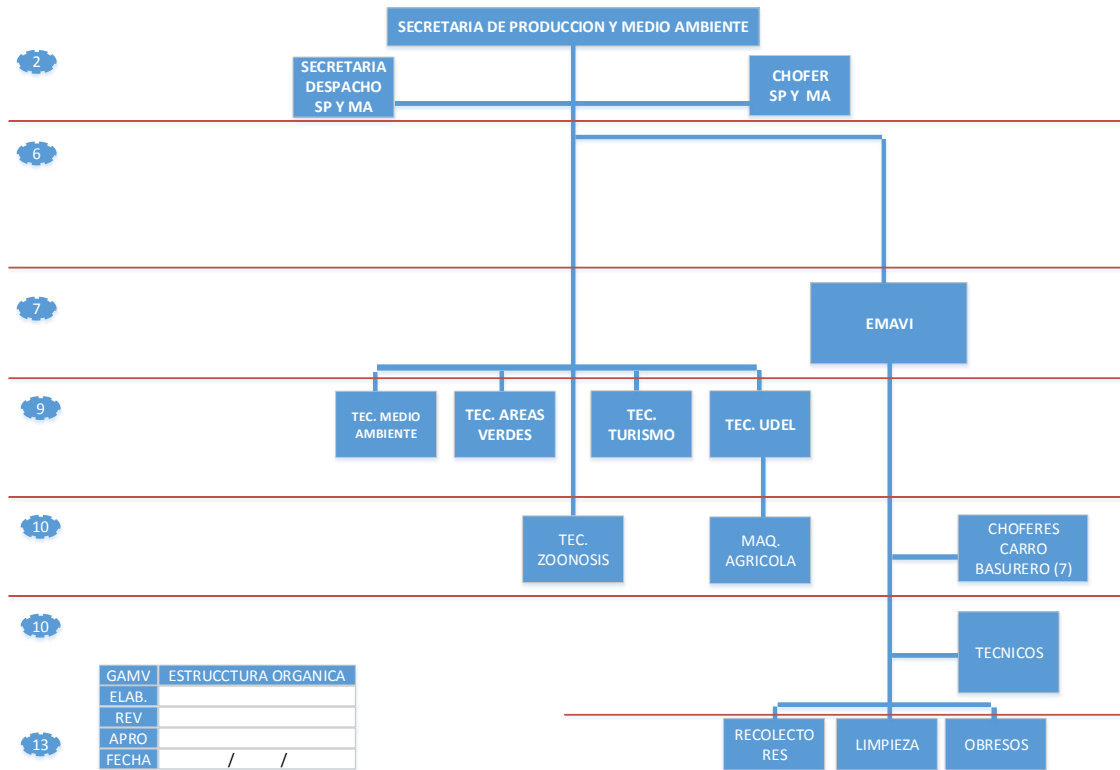 SECRETARIA DE PRODUCCION Y MEDIO AMBIENTE
2
SECRETARIA
DESPACHO
SP Y MA
CHOFER
SP Y MA
6
7
EMAVI
9
TEC. MEDIO
AMBIENTE
TEC. AREAS
VERDES
TEC.
TURISMO
TEC. UDEL
10
TEC.
ZOONOSIS
MAQ.
AGRICOLA
CHOFERES
CARRO
BASURERO (7)
10
TECNICOS
GAMV ESTRUCCTURA ORGANICA
ELAB.
REV
APRO
FECHA / /
13
RECOLECTO
RES
LIMPIEZA
OBRESOS